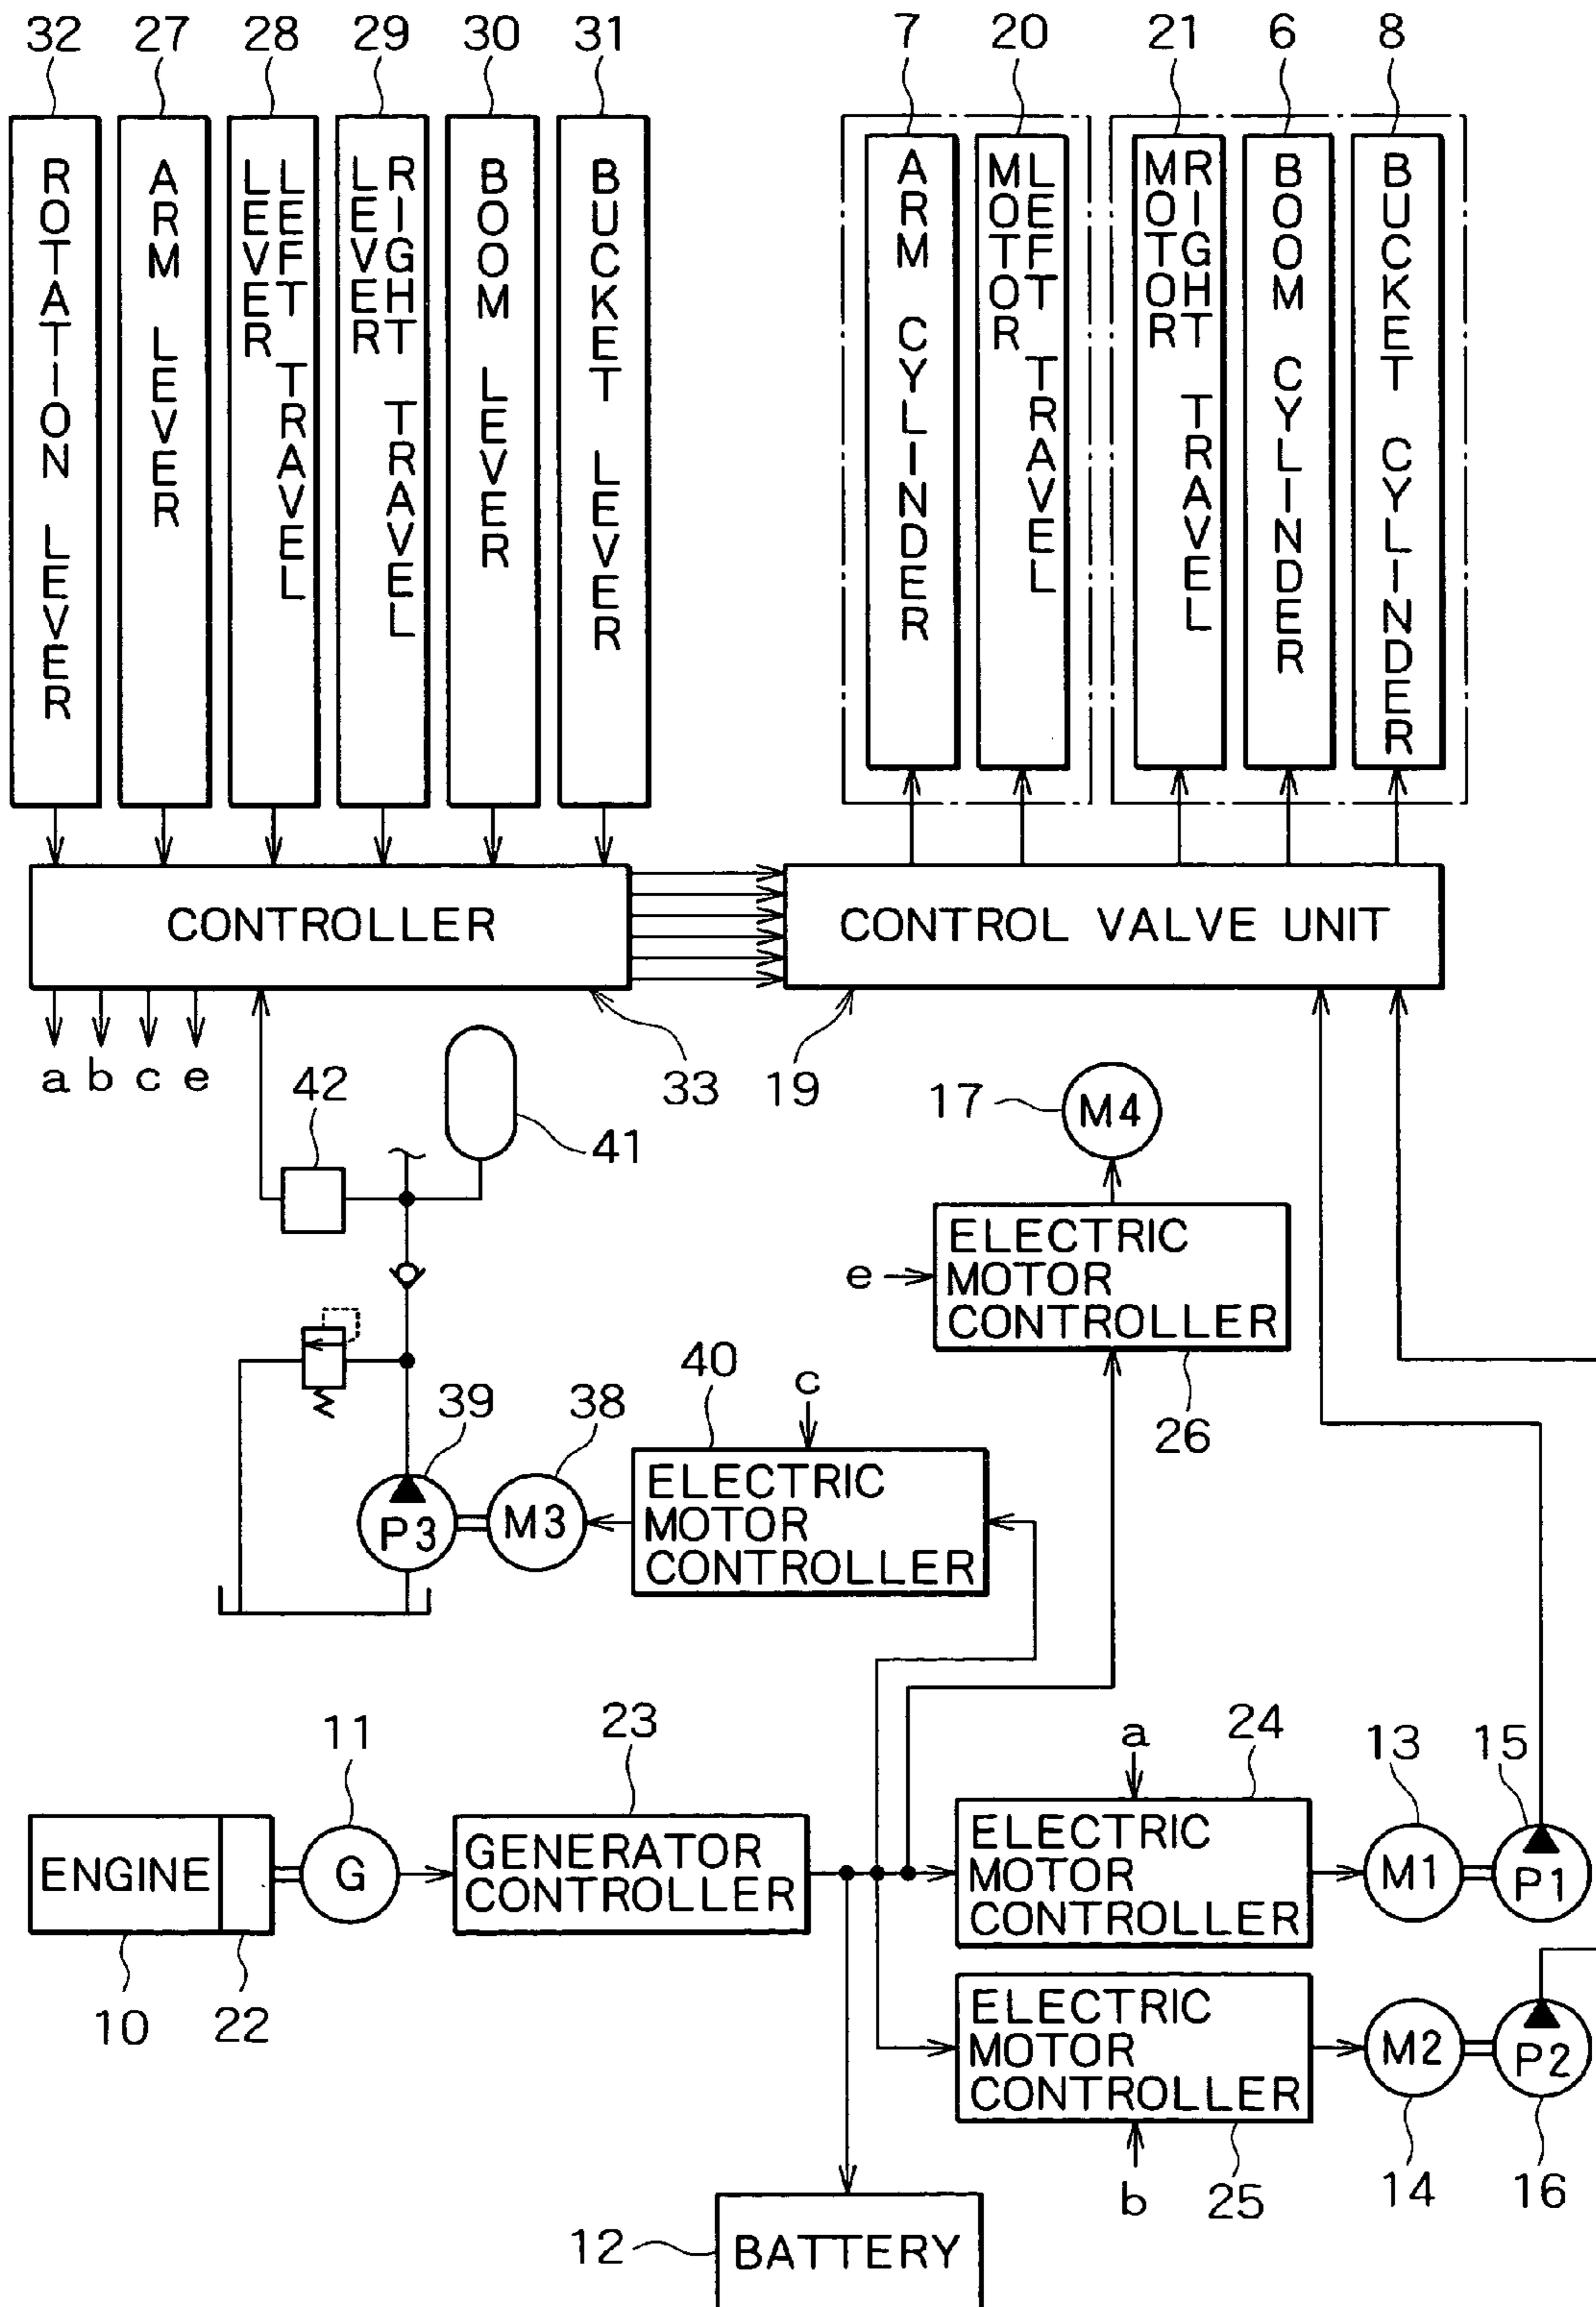 32 27 28 29 30 31 7 20 21 6 8
ROTATION LEVER
ARM LEVER
LEFT TRAVEL
LEVER
RIGHT TRAVEL
LEVER
BOOM LEVER
BUCKET LEVER
ARM CYLINDER
LEFT TRAVEL
MOTOR
RIGHT TRAVEL
MOTOR
BOOM CYLINDER
BUCKET CYLINDER
CONTROLLER
CONTROL VALVE UNIT
a b c e
42
41
33
19
17
M4
ELECTRIC
MOTOR
CONTROLLER
e
26
40
c
39
38
P3
M3
ELECTRIC
MOTOR
CONTROLLER
11
23
a
24
13
15
ENGINE
G
GENERATOR
CONTROLLER
ELECTRIC
MOTOR
CONTROLLER
M1
P1
10
22
ELECTRIC
MOTOR
CONTROLLER
M2
P2
b
25
14
16
12
BATTERY